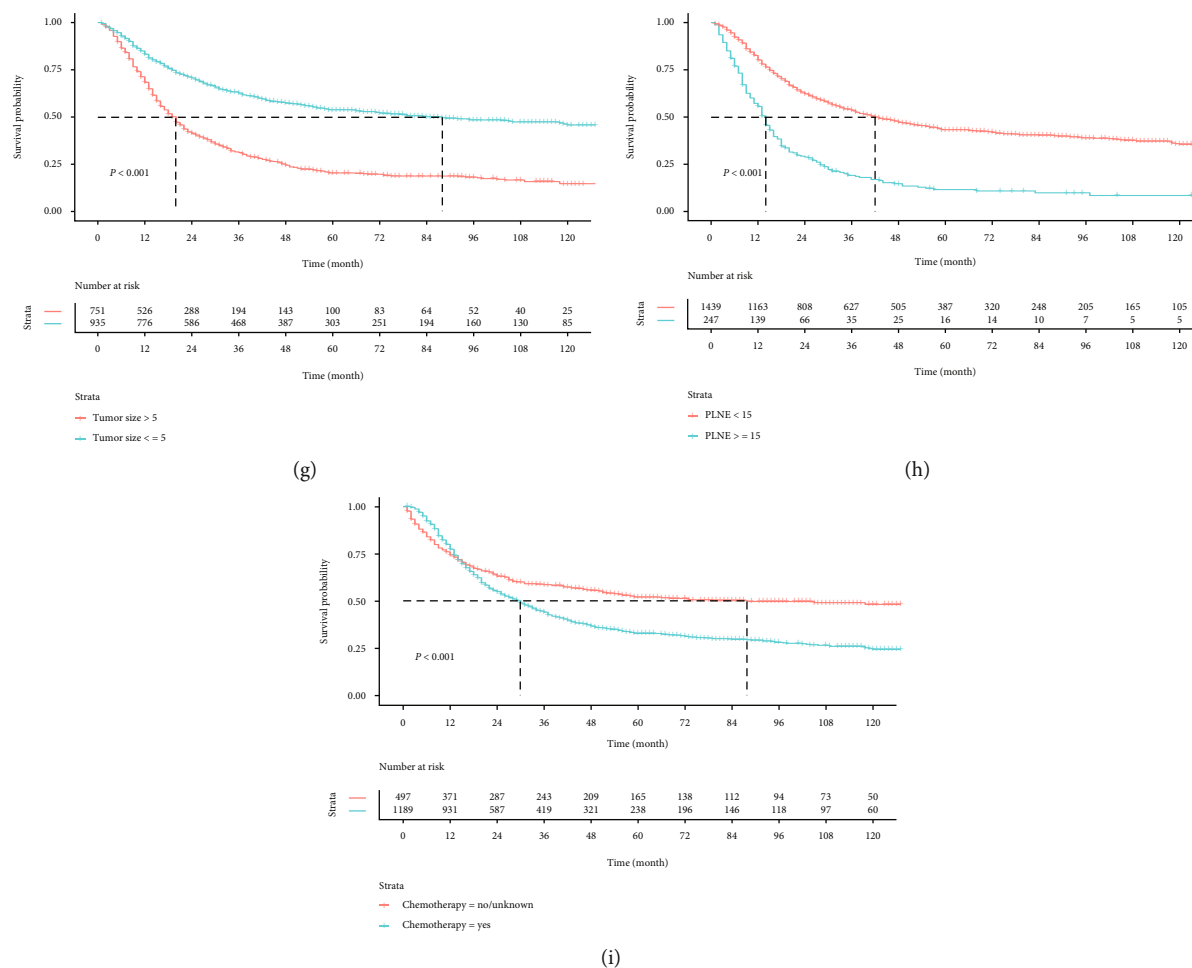 1.00
0.75
0.50
0.25
0.00
Survival probability
P < 0.001
0 12 24 36 48 60 72 84 96 108 120
Time (month)
Number at risk
Strata
751 526 288 194 143 100 83 64 52 40 25
935 776 586 468 387 303 251 194 160 130 85
0 12 24 36 48 60 72 84 96 108 120
Time (month)
Strata
Tumor size > 5
Tumor size < = 5
(g)
1.00
0.75
0.50
0.25
0.00
Survival probability
P < 0.001
0 12 24 36 48 60 72 84 96 108 120
Time (month)
Number at risk
Strata
1439 1163 808 627 505 387 320 248 205 165 105
247 139 66 35 25 16 14 10 7 5 5
0 12 24 36 48 60 72 84 96 108 120
Time (month)
Strata
PLNE < 15
PLNE > = 15
(h)
1.00
0.75
0.50
0.25
0.00
Survival probability
P < 0.001
0 12 24 36 48 60 72 84 96 108 120
Time (month)
Number at risk
Strata
497 371 287 243 209 165 138 112 94 73 50
1189 931 587 419 321 238 196 146 118 97 60
0 12 24 36 48 60 72 84 96 108 120
Time (month)
Strata
Chemotherapy = no/unknown
Chemotherapy = yes
(i)